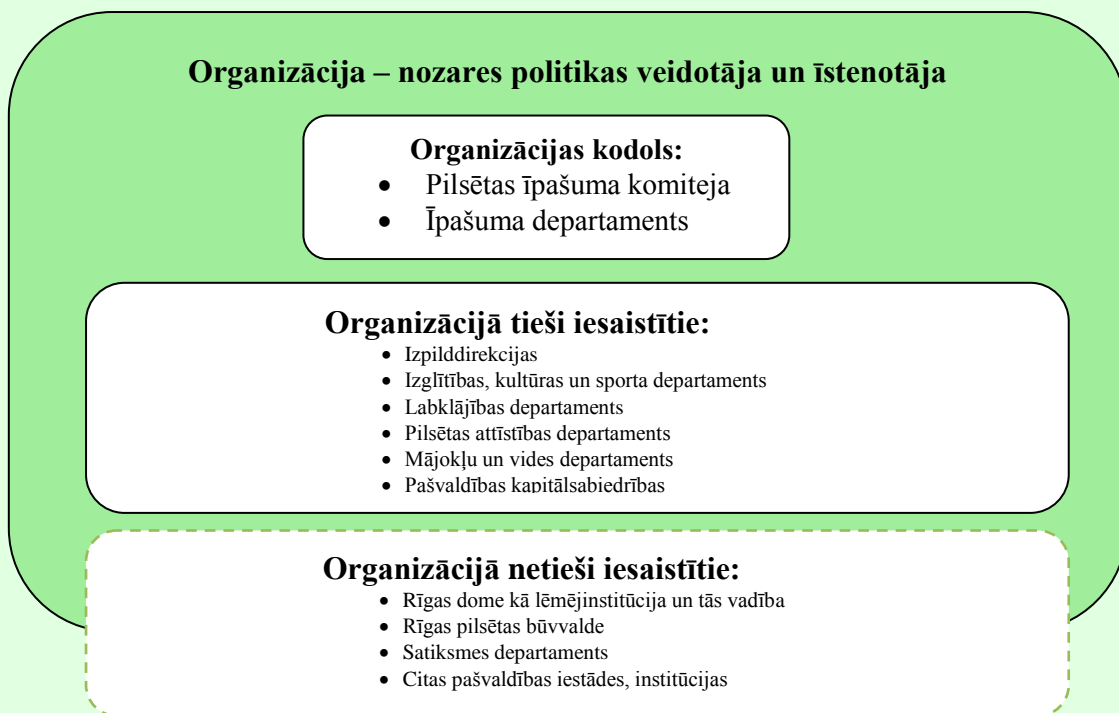 Organizācija – nozares politikas veidotāja un īstenotāja
Organizācijas kodols:
• Pilsētas īpašuma komiteja
• Īpašuma departaments
Organizācijā tieši iesaistītie:
• Izpilddirekcijas
• Izglītības, kultūras un sporta departaments
• Labklājības departaments
• Pilsētas attīstības departaments
• Mājokļu un vides departaments
• Pašvaldības kapitālsabiedrības
Organizācijā netieši iesaistītie:
• Rīgas dome kā lēmējinstitūcija un tās vadība
• Rīgas pilsētas būvvalde
• Satiksmes departaments
• Citas pašvaldības iestādes, institūcijas